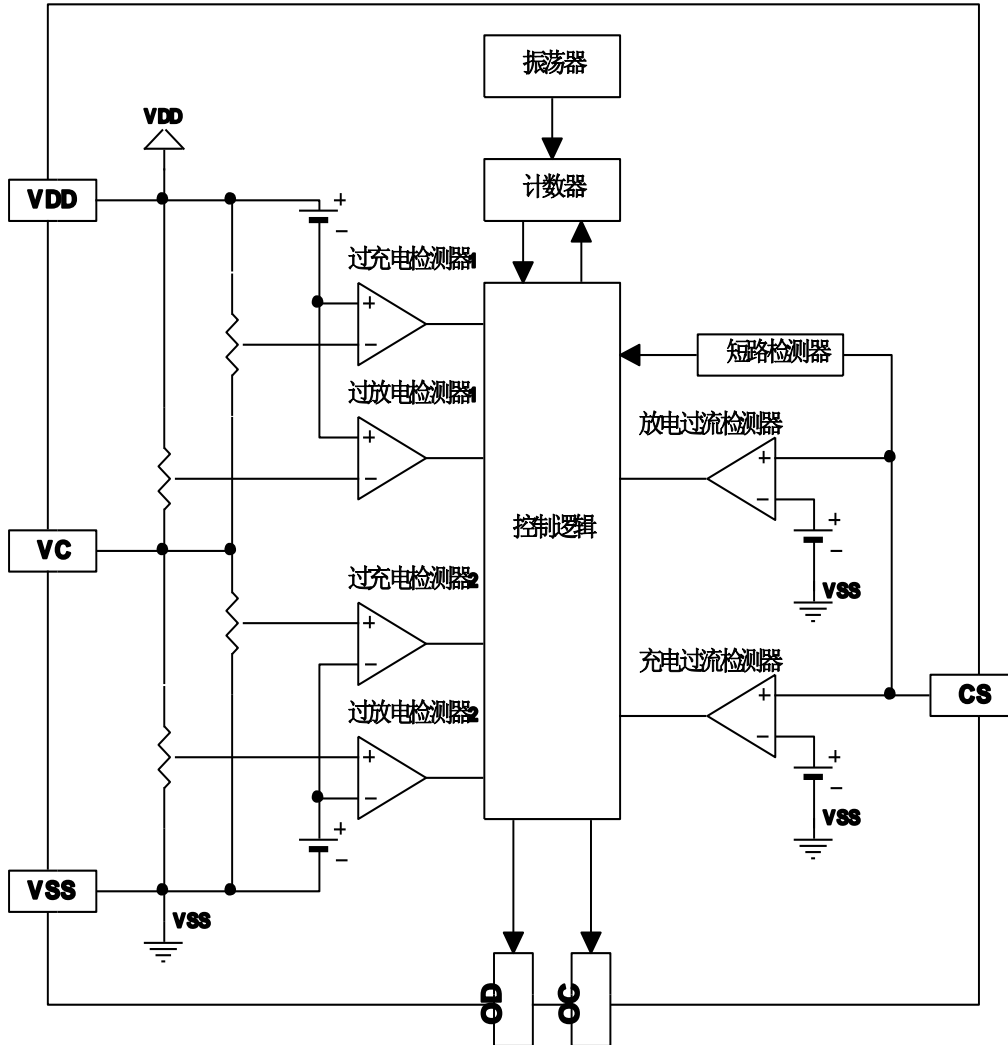 振荡器
VDD
计数器
VDD
+
−
过充电检测器1
+
−
短路检测器
过放电检测器1
放电过流检测器
+
−
+
−
+
−
控制逻辑
VC
过充电检测器2
VSS
+
−
充电过流检测器
CS
+
过放电检测器2
−
+
−
+
−
VSS
+
−
VSS
VSS
OD
OC